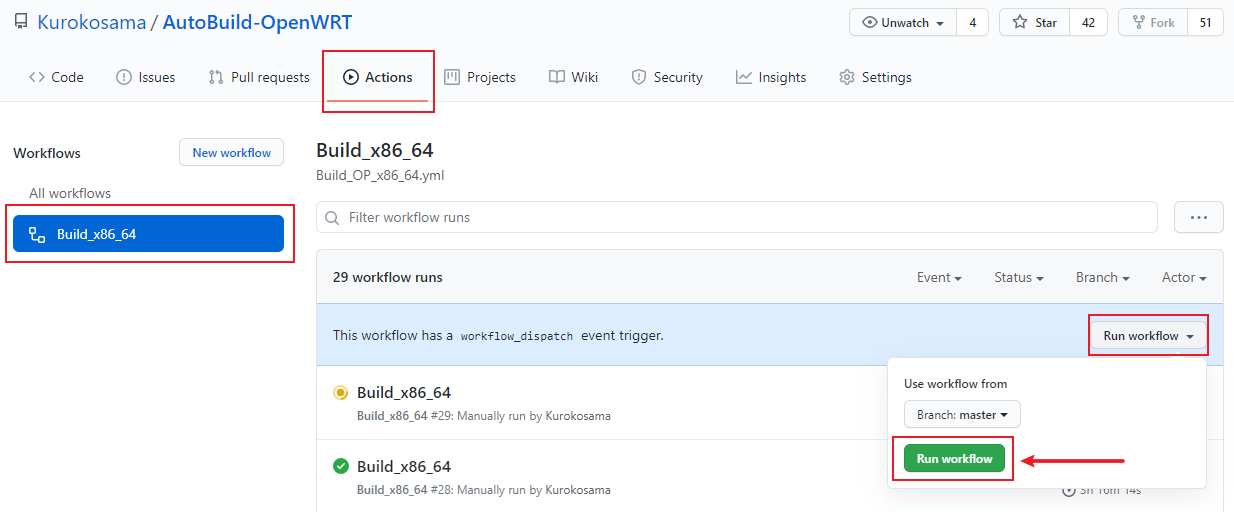 Kurokosama / AutoBuild-OpenWRT
Unwatch 4 Star 42 Fork 51
Code Issues Pull requests Actions Projects Wiki Security Insights Settings
Workflows
New workflow
All workflows
Build_x86_64
Build_x86_64
Build_OP_x86_64.yml
Filter workflow runs
29 workflow runs
Event Status Branch Actor
This workflow has a workflow_dispatch event trigger.
Run workflow
Use workflow from
Branch: master
Run workflow
Build_x86_64
Build_x86_64 #29: Manually run by Kurokosama
Build_x86_64
Build_x86_64 #28: Manually run by Kurokosama